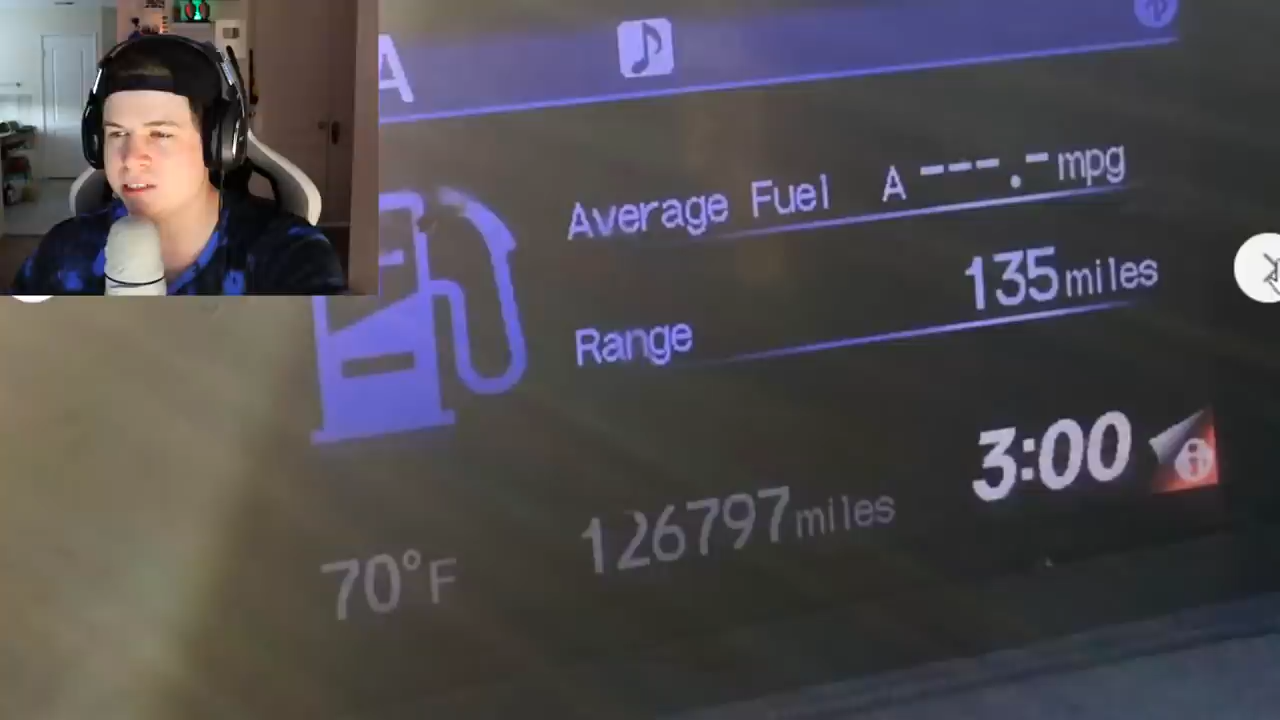 A
Average Fuel A ---.- mpg
135 miles
Range
3:00
126797 miles
70°F